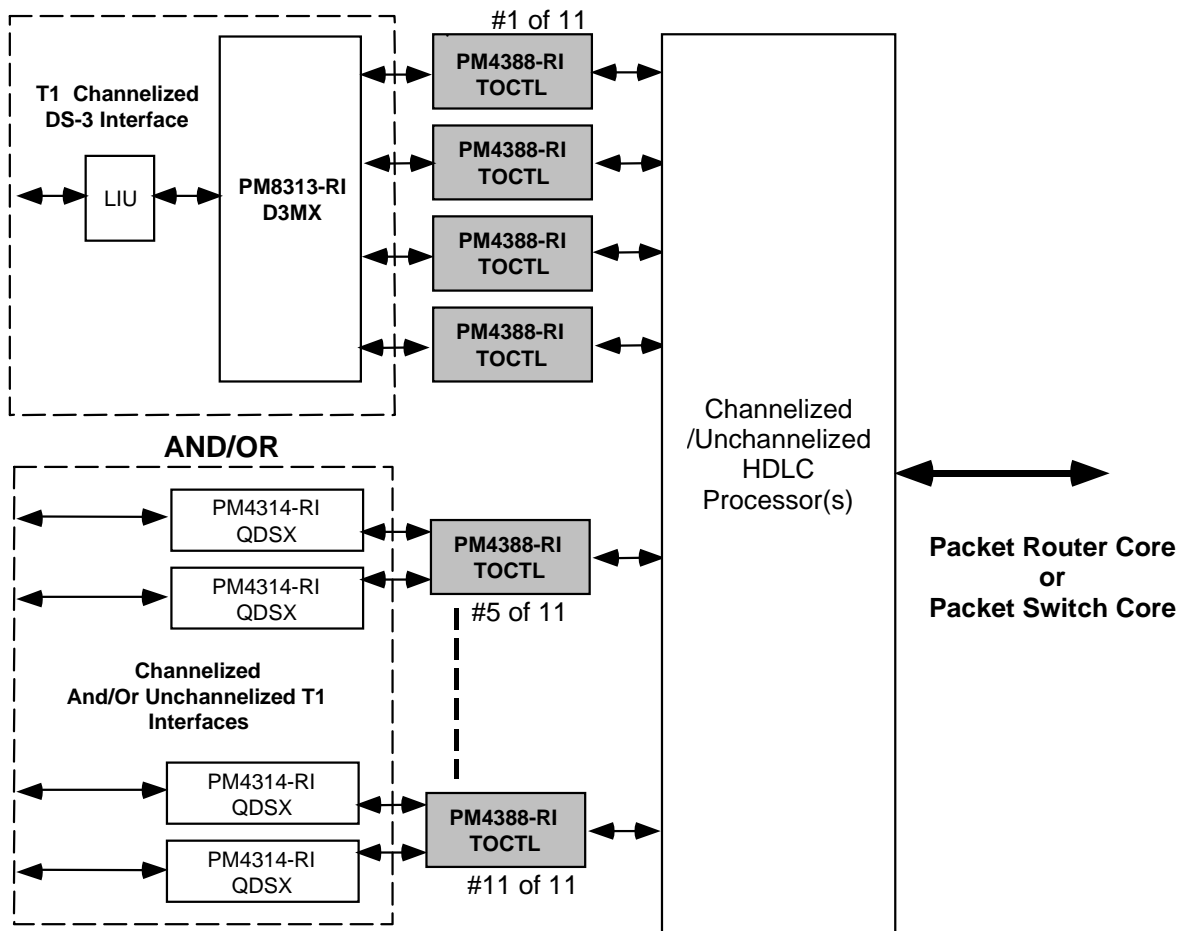 #1 of 11
T1 Channelized
DS-3 Interface
LIU
PM8313-RI
D3MX
PM4388-RI
TOCTL
PM4388-RI
TOCTL
PM4388-RI
TOCTL
PM4388-RI
TOCTL
Channelized
/Unchannelized
HDLC
Processor(s)
AND/OR
PM4314-RI
QDSX
PM4314-RI
QDSX
PM4388-RI
TOCTL
#5 of 11
Packet Router Core
or
Packet Switch Core
Channelized
And/Or Unchannelized T1
Interfaces
PM4314-RI
QDSX
PM4314-RI
QDSX
PM4388-RI
TOCTL
#11 of 11